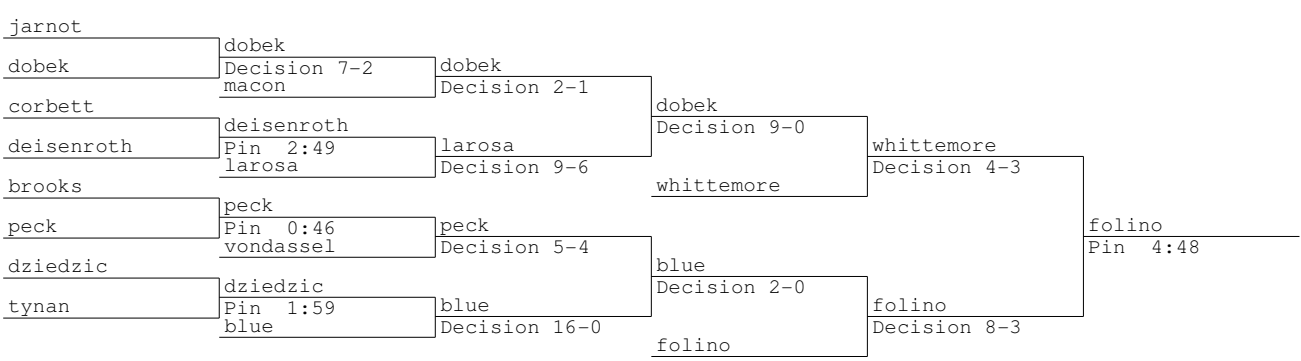 jarnot
dobek
dobek
Decision 7-2
macon
dobek
Decision 2-1
corbett
deisenroth
deisenroth
Pin 2:49
larosa
larosa
Decision 9-6
dobek
Decision 9-0
whittemore
whittemore
Decision 4-3
brooks
peck
peck
Pin 0:46
vondassel
peck
Decision 5-4
dziedzic
tynan
dziedzic
Pin 1:59
blue
blue
Decision 16-0
blue
Decision 2-0
folino
folino
Decision 8-3
folino
Pin 4:48